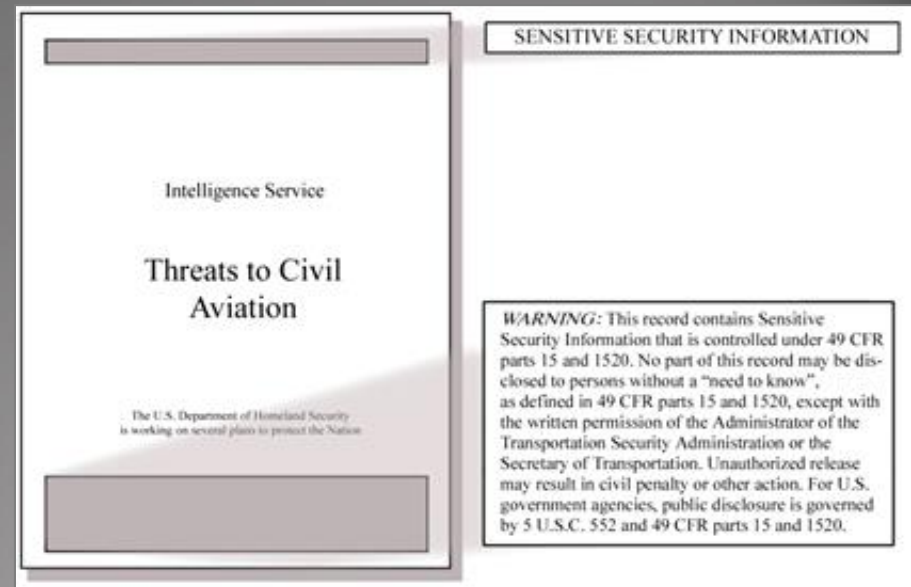 SENSITIVE SECURITY INFORMATION
Intelligence Service
Threats to Civil
Aviation
The U.S. Department of Homeland Security
is working on several plans to protect the Nation
WARNING: This record contains Sensitive
Security Information that is controlled under 49 CFR
parts 15 and 1520. No part of this record may be dis-
closed to persons without a “need to know”,
as defined in 49 CFR parts 15 and 1520, except with
the written permission of the Administrator of the
Transportation Security Administration or the
Secretary of Transportation. Unauthorized release
may result in civil penalty or other action. For U.S.
government agencies, public disclosure is governed
by 5 U.S.C. 552 and 49 CFR parts 15 and 1520.